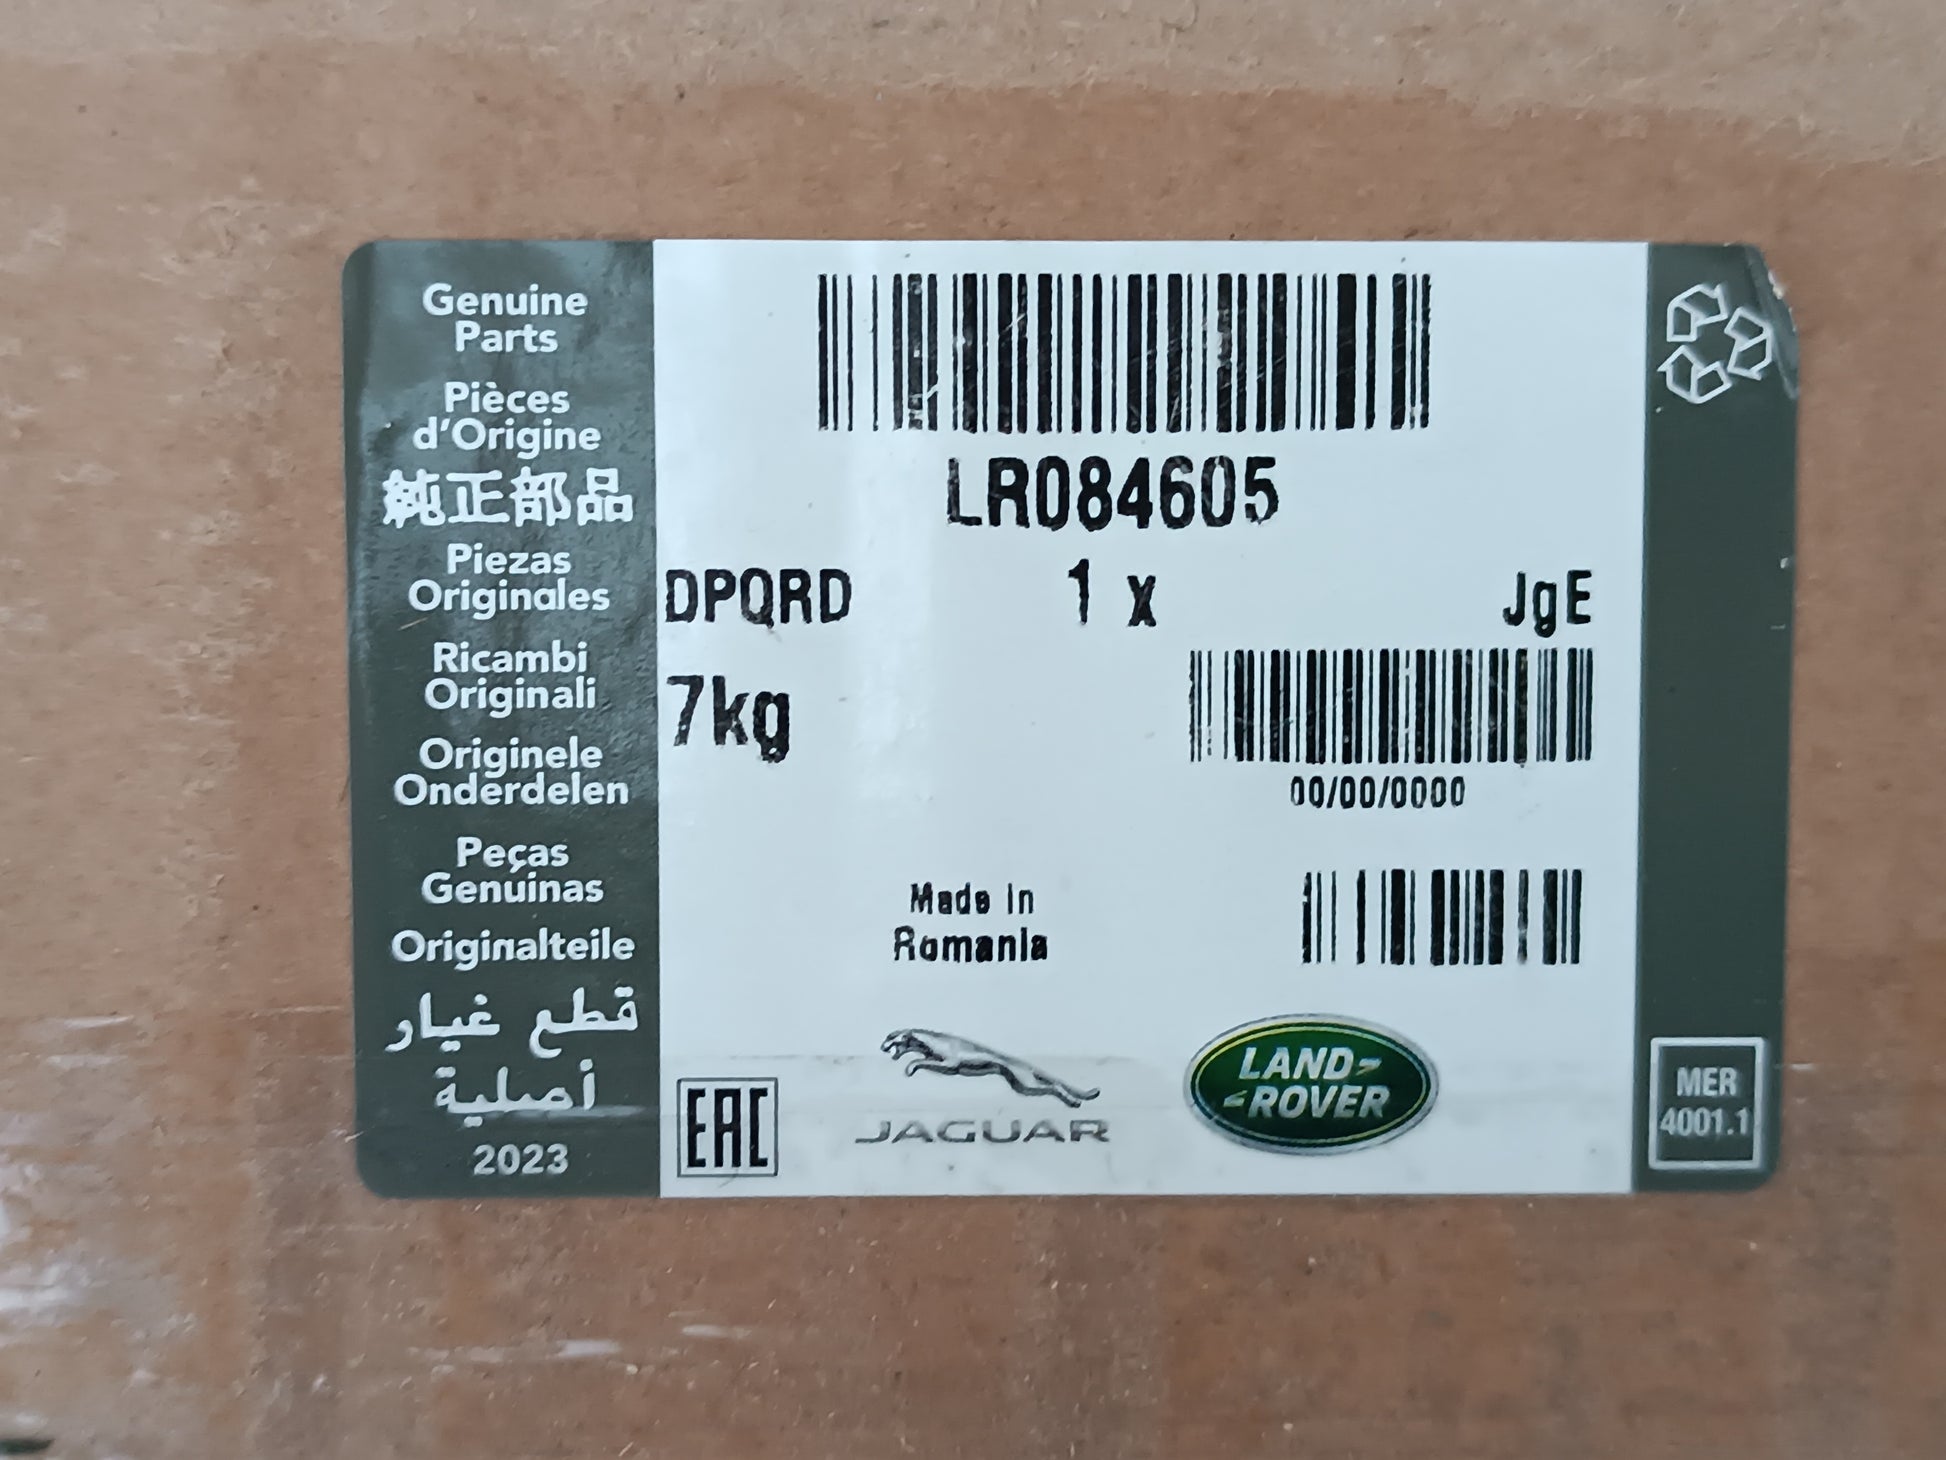 Genuine
Parts
Pièces
d'Origine
純正部品
Piezas
Originales
Ricambi
Originali
Originele
Onderdelen
Peças
Genuínas
Originalteile
قطع غيار
أصلية
2023
LR084605
DPQRD 1 x JgE
7kg
00/00/0000
Made In
Romania
EAC
JAGUAR
LAND-
-ROVER
MER
4001.1